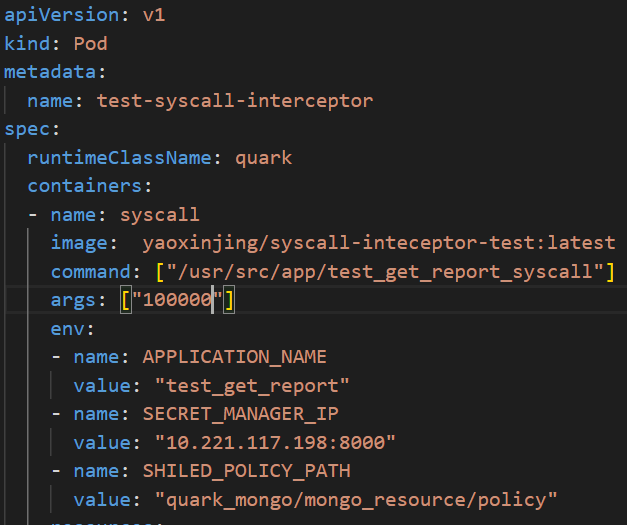 apiVersion: v1
kind: Pod
metadata:
  name: test-syscall-interceptor
spec:
  runtimeClassName: quark
  containers:
  - name: syscall
    image:  yaoxinjing/syscall-inteceptor-test:latest
    command: ["/usr/src/app/test_get_report_syscall"]
    args: ["100000"]
    env:
    - name: APPLICATION_NAME
      value: "test_get_report"
    - name: SECRET_MANAGER_IP
      value: "10.221.117.198:8000"
    - name: SHILED_POLICY_PATH
      value: "quark_mongo/mongo_resource/policy"